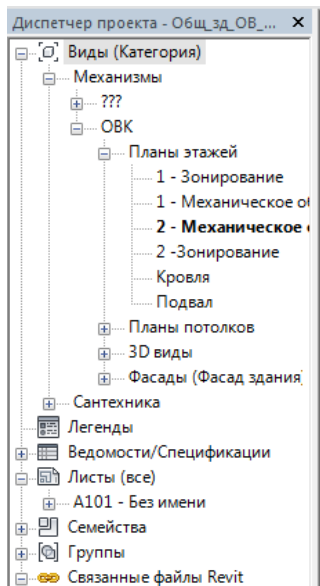 Диспетчер проекта - Общ_зд_ОВ_...
Виды (Категория)
Механизмы
???
ОВК
Планы этажей
1 - Зонирование
1 - Механическое об
2 - Механическое
2 -Зонирование
Кровля
Подвал
Планы потолков
3D виды
Фасады (Фасад здания
Сантехника
Легенды
Ведомости/Спецификации
Листы (все)
A101 - Без имени
Семейства
Группы
Связанные файлы Revit